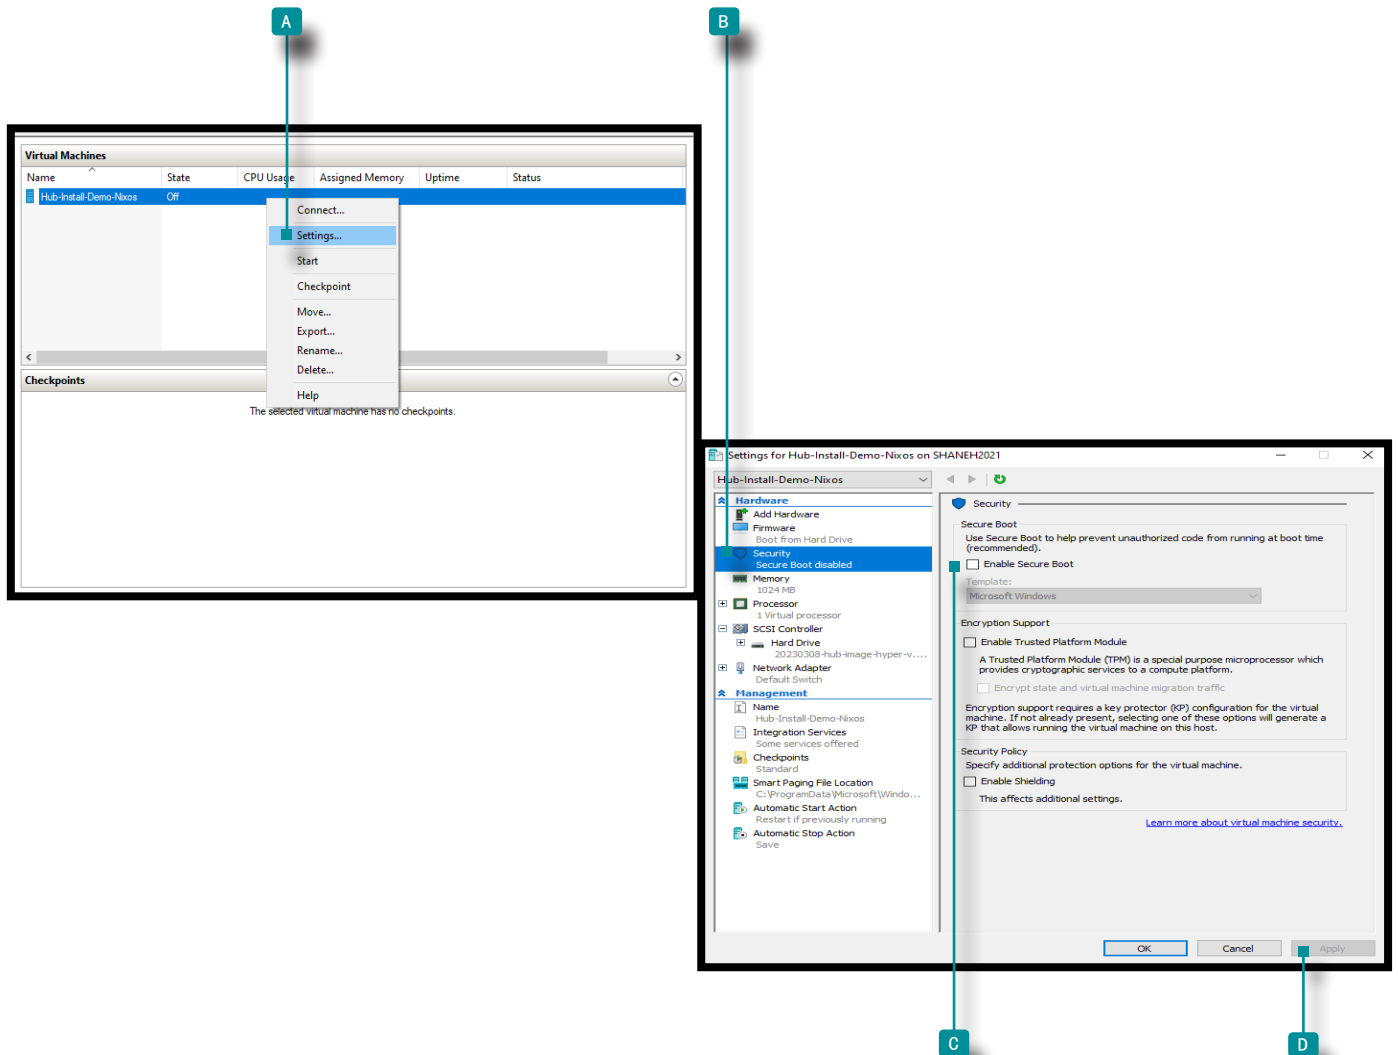 A
B
Virtual Machines
Name State CPU Usage Assigned Memory Uptime Status
Hub-Install-Demo-Nixos Off
Connect...
Settings...
Start
Checkpoint
Move...
Export...
Rename...
Delete...
Help
Checkpoints
The selected virtual machine has no checkpoints.
Settings for Hub-Install-Demo-Nixos on SHANEH2021
Hub-Install-Demo-Nixos
Hardware
Add Hardware
Firmware
Boot from Hard Drive
Security
Secure Boot disabled
Memory
1024 MB
Processor
1 Virtual processor
SCSI Controller
Hard Drive
20230308-hub-image-hyper-v....
Network Adapter
Default Switch
Management
Name
Hub-Install-Demo-Nixos
Integration Services
Some services offered
Checkpoints
Standard
Smart Paging File Location
C:\ProgramData\Microsoft\Windo...
Automatic Start Action
Restart if previously running
Automatic Stop Action
Save
Security
Secure Boot
Use Secure Boot to help prevent unauthorized code from running at boot time
(recommended).
Enable Secure Boot
Template:
Microsoft Windows
Encryption Support
Enable Trusted Platform Module
A Trusted Platform Module (TPM) is a special purpose microprocessor which
provides cryptographic services to a compute platform.
Encrypt state and virtual machine migration traffic
Encryption support requires a key protector (KP) configuration for the virtual
machine. If not already present, selecting one of these options will generate a
KP that allows running the virtual machine on this host.
Security Policy
Specify additional protection options for the virtual machine.
Enable Shielding
This affects additional settings.
Learn more about virtual machine security.
OK Cancel Apply
C
D